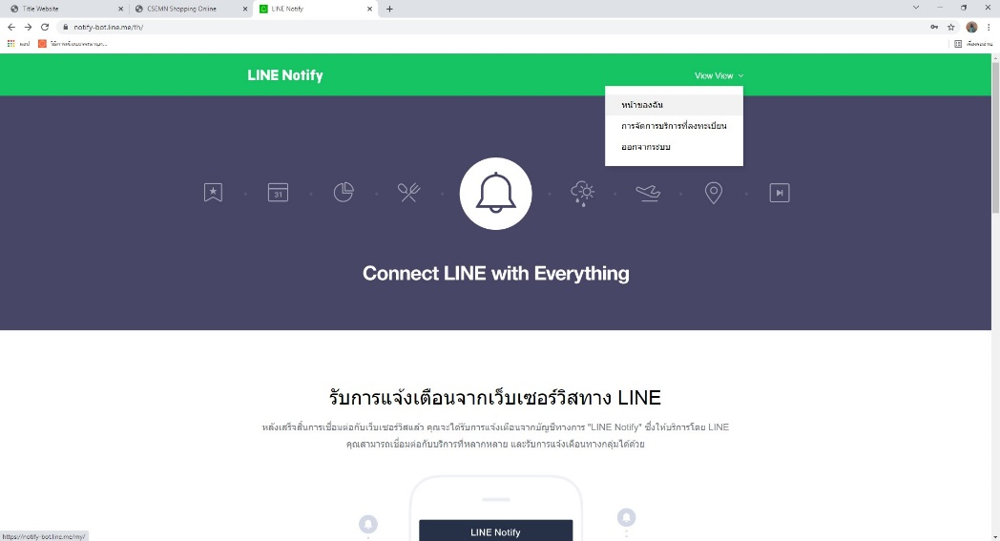 Title Website
CSEMN Shopping Online
LINE Notify
notify-bot.line.me/th/
LINE Notify
View View
หน้าของฉัน
การจัดการบริการที่ลงทะเบียน
ออกจากระบบ
31
Connect LINE with Everything
รับการแจ้งเตือนจากเว็บเซอร์วิสทาง LINE
หลังเสร็จสิ้นการเชื่อมต่อกับเว็บเซอร์วิสแล้ว คุณจะได้รับการแจ้งเตือนจากบัญชีทางการ "LINE Notify" ซึ่งให้บริการโดย LINE
คุณสามารถเชื่อมต่อกับบริการที่หลากหลาย และรับการแจ้งเตือนทางกลุ่มได้ด้วย
LINE Notify
https://notify-bot.line.me/my/